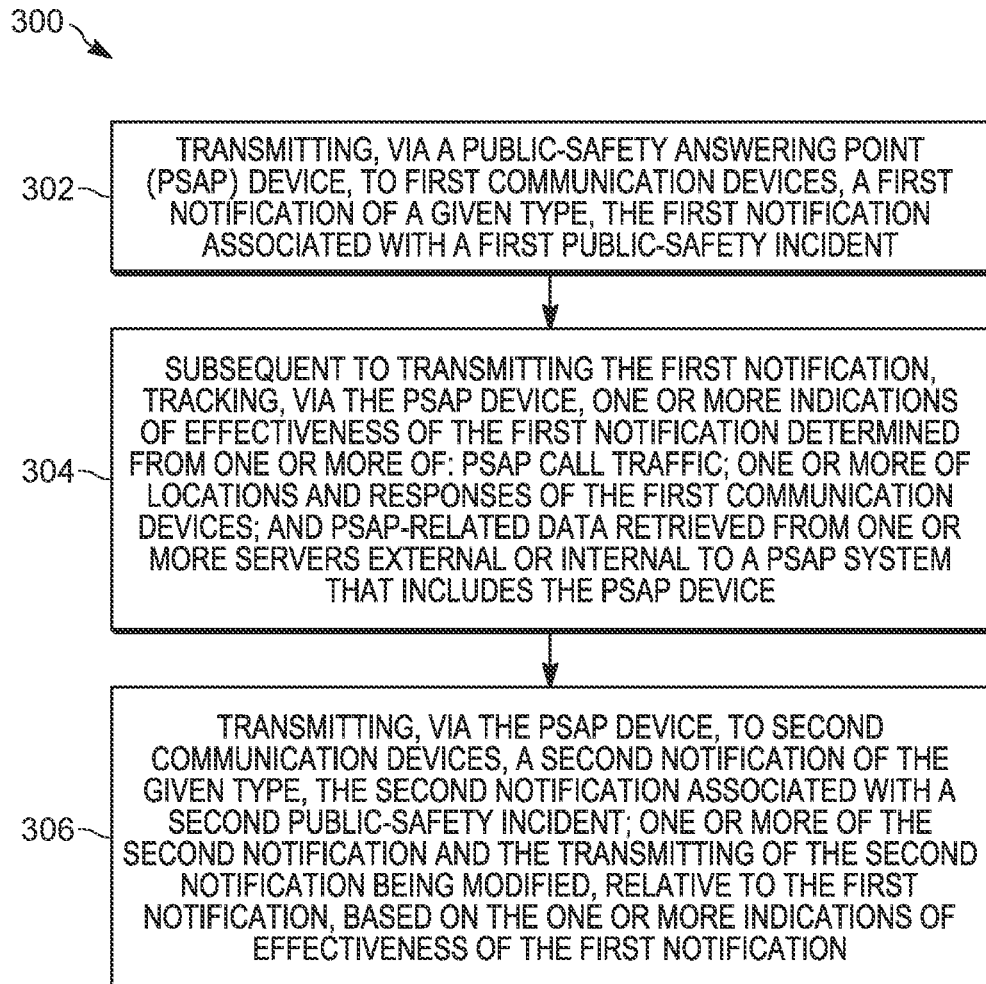 300
302
TRANSMITTING, VIA A PUBLIC-SAFETY ANSWERING POINT
(PSAP) DEVICE, TO FIRST COMMUNICATION DEVICES, A FIRST
NOTIFICATION OF A GIVEN TYPE, THE FIRST NOTIFICATION
ASSOCIATED WITH A FIRST PUBLIC-SAFETY INCIDENT
304
SUBSEQUENT TO TRANSMITTING THE FIRST NOTIFICATION,
TRACKING, VIA THE PSAP DEVICE, ONE OR MORE INDICATIONS
OF EFFECTIVENESS OF THE FIRST NOTIFICATION DETERMINED
FROM ONE OR MORE OF: PSAP CALL TRAFFIC; ONE OR MORE OF
LOCATIONS AND RESPONSES OF THE FIRST COMMUNICATION
DEVICES; AND PSAP-RELATED DATA RETRIEVED FROM ONE OR
MORE SERVERS EXTERNAL OR INTERNAL TO A PSAP SYSTEM
THAT INCLUDES THE PSAP DEVICE
306
TRANSMITTING, VIA THE PSAP DEVICE, TO SECOND
COMMUNICATION DEVICES, A SECOND NOTIFICATION OF THE
GIVEN TYPE, THE SECOND NOTIFICATION ASSOCIATED WITH A
SECOND PUBLIC-SAFETY INCIDENT; ONE OR MORE OF THE
SECOND NOTIFICATION AND THE TRANSMITTING OF THE SECOND
NOTIFICATION BEING MODIFIED, RELATIVE TO THE FIRST
NOTIFICATION, BASED ON THE ONE OR MORE INDICATIONS OF
EFFECTIVENESS OF THE FIRST NOTIFICATION